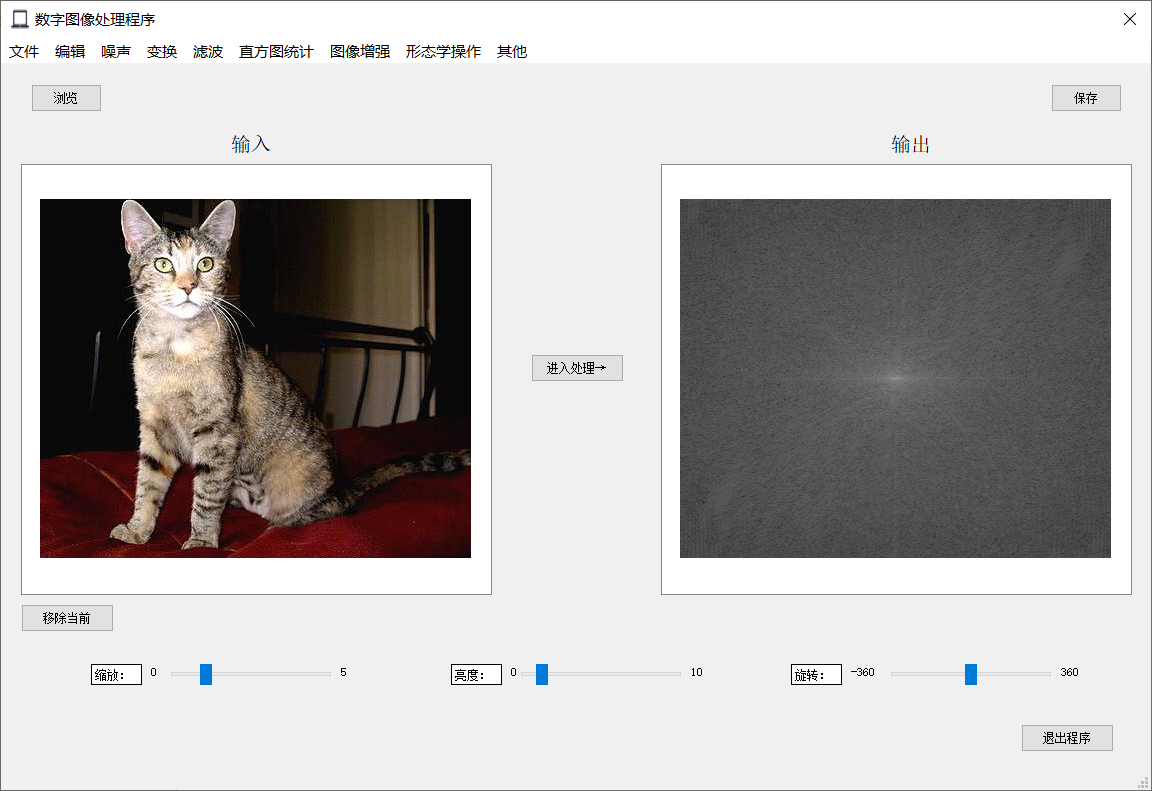 数字图像处理程序
文件 编辑 噪声 变换 滤波 直方图统计 图像增强 形态学操作 其他
浏览 保存
输入 输出
进入处理→
移除当前
缩放： 0 5 亮度： 0 10 旋转： -360 360
退出程序